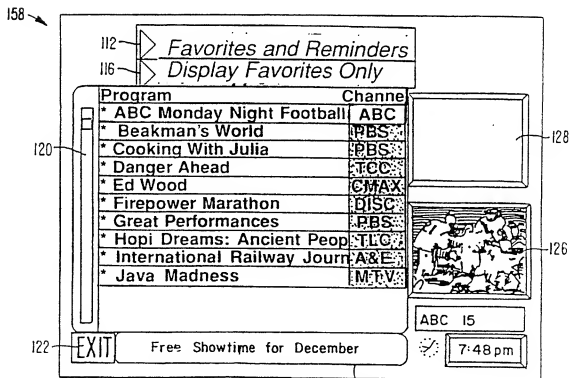 158
112
Favorites and Reminders
116
Display Favorites Only
Program Channel
* ABC Monday Night Football ABC
* Beakman's World PBS
* Cooking With Julia PBS
* Danger Ahead TCC
* Ed Wood CMAX
* Firepower Marathon DISC
* Great Performances PBS
* Hopi Dreams: Ancient Peop TLC
* International Railway Journ A&E
* Java Madness MTV
120
128
126
ABC 15
122
EXIT
Free Showtime for December
7:48pm